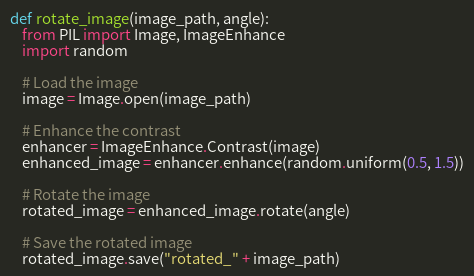 def rotate_image(image_path, angle):
    from PIL import Image, ImageEnhance
    import random

    # Load the image
    image = Image.open(image_path)

    # Enhance the contrast
    enhancer = ImageEnhance.Contrast(image)
    enhanced_image = enhancer.enhance(random.uniform(0.5, 1.5))

    # Rotate the image
    rotated_image = enhanced_image.rotate(angle)

    # Save the rotated image
    rotated_image.save("rotated_" + image_path)